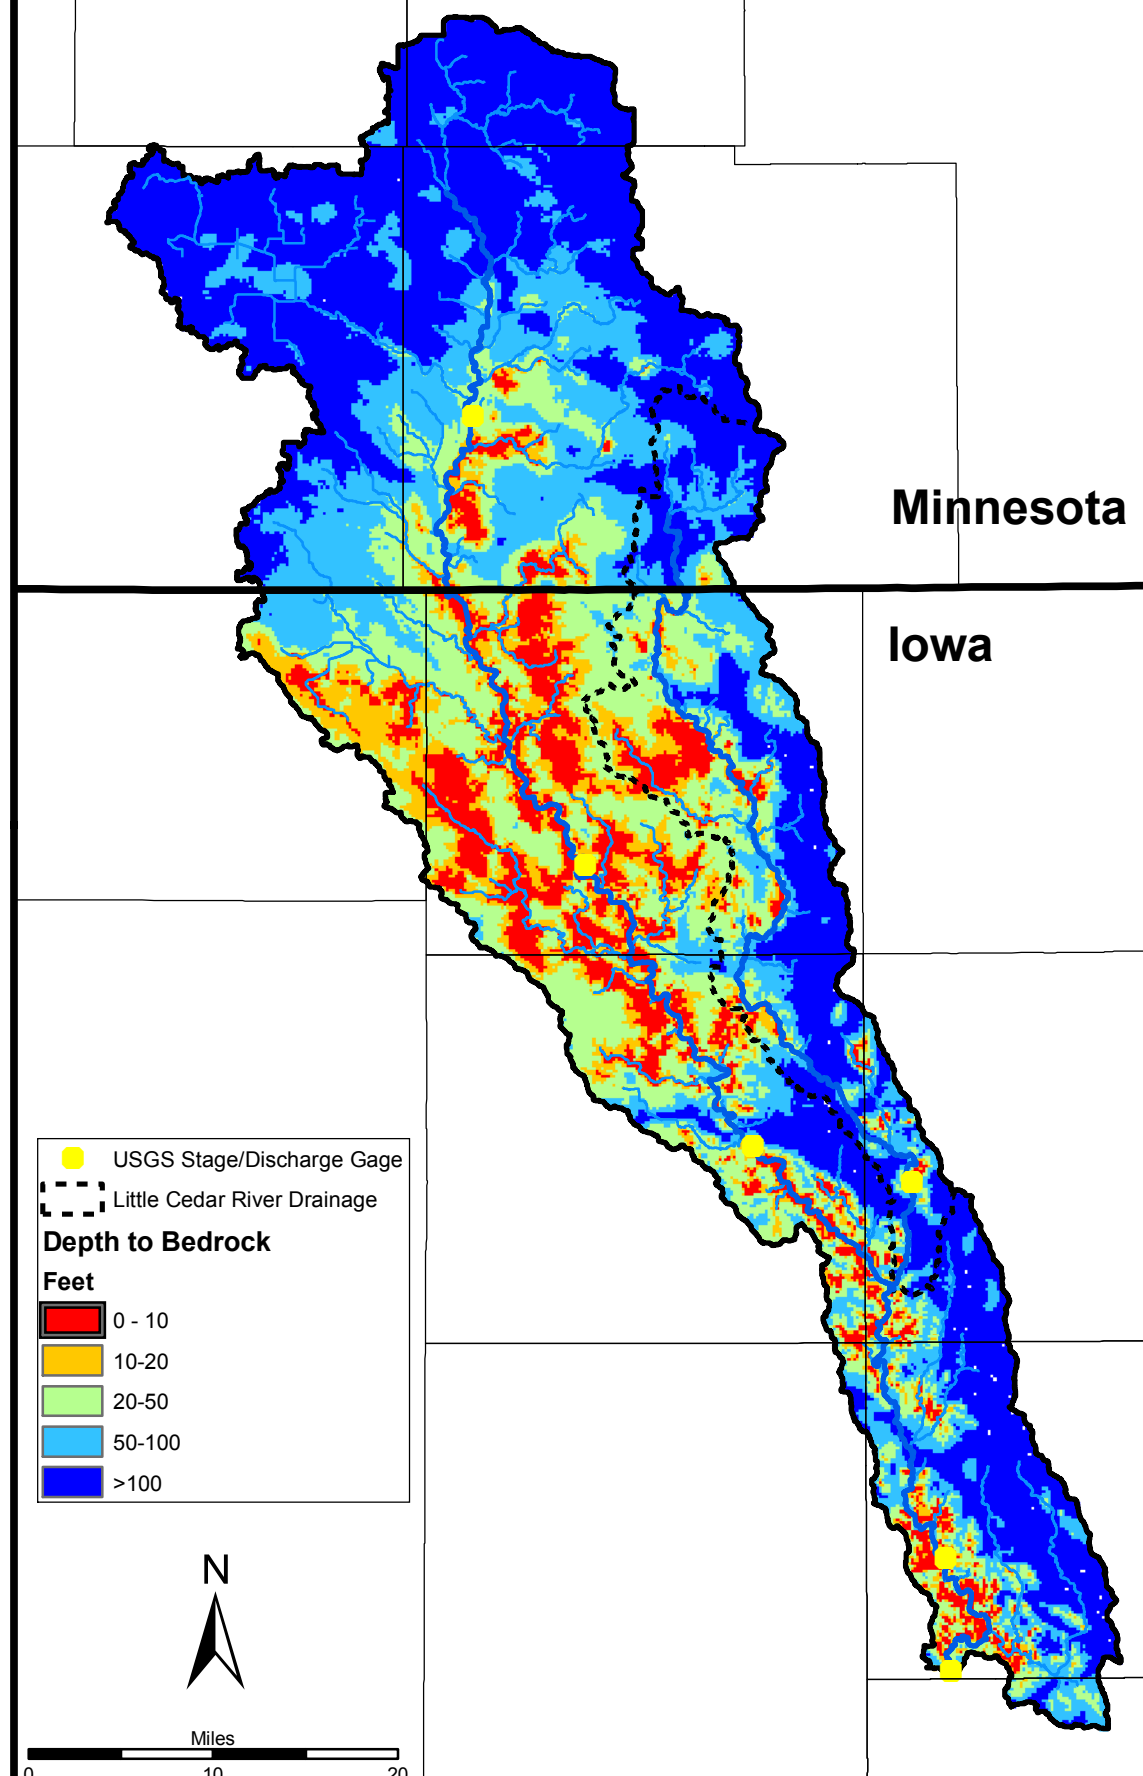 Minnesota
Iowa
USGS Stage/Discharge Gage
Little Cedar River Drainage
Depth to Bedrock
Feet
0 - 10
10-20
20-50
50-100
>100
N
Miles
0 10 20